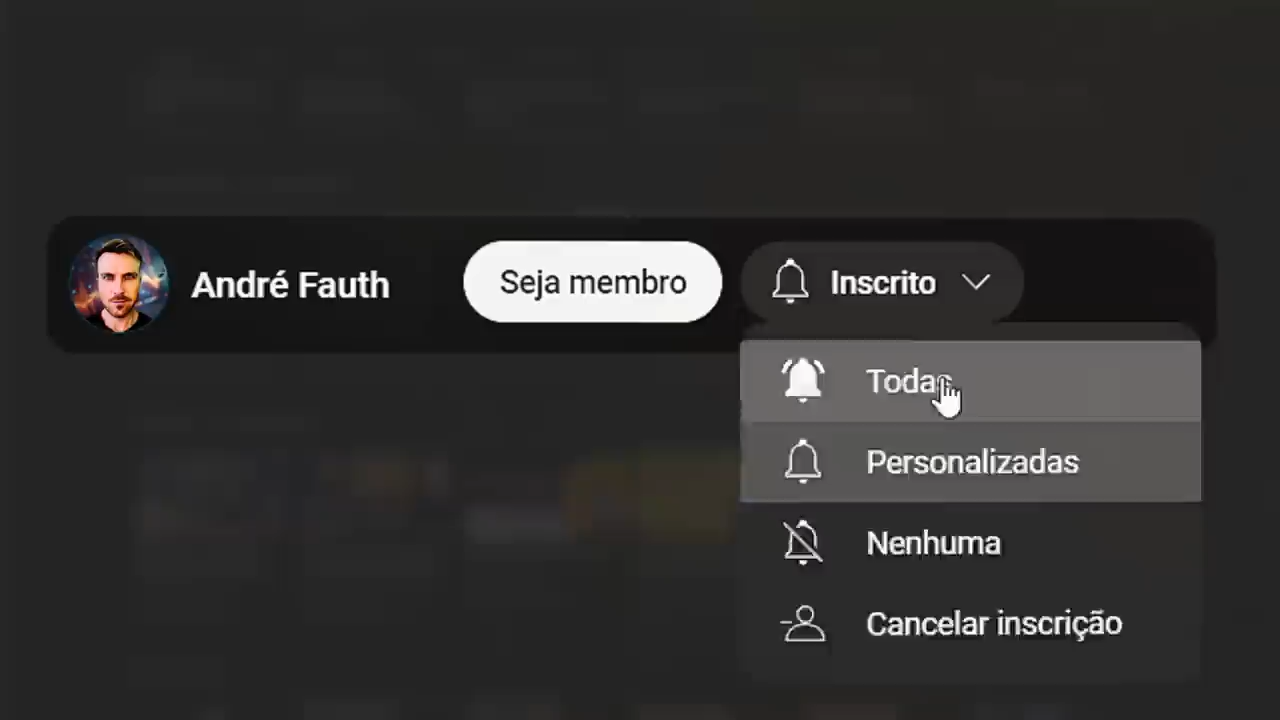 André Fauth
Seja membro
Inscrito
Todas
Personalizadas
Nenhuma
Cancelar inscrição